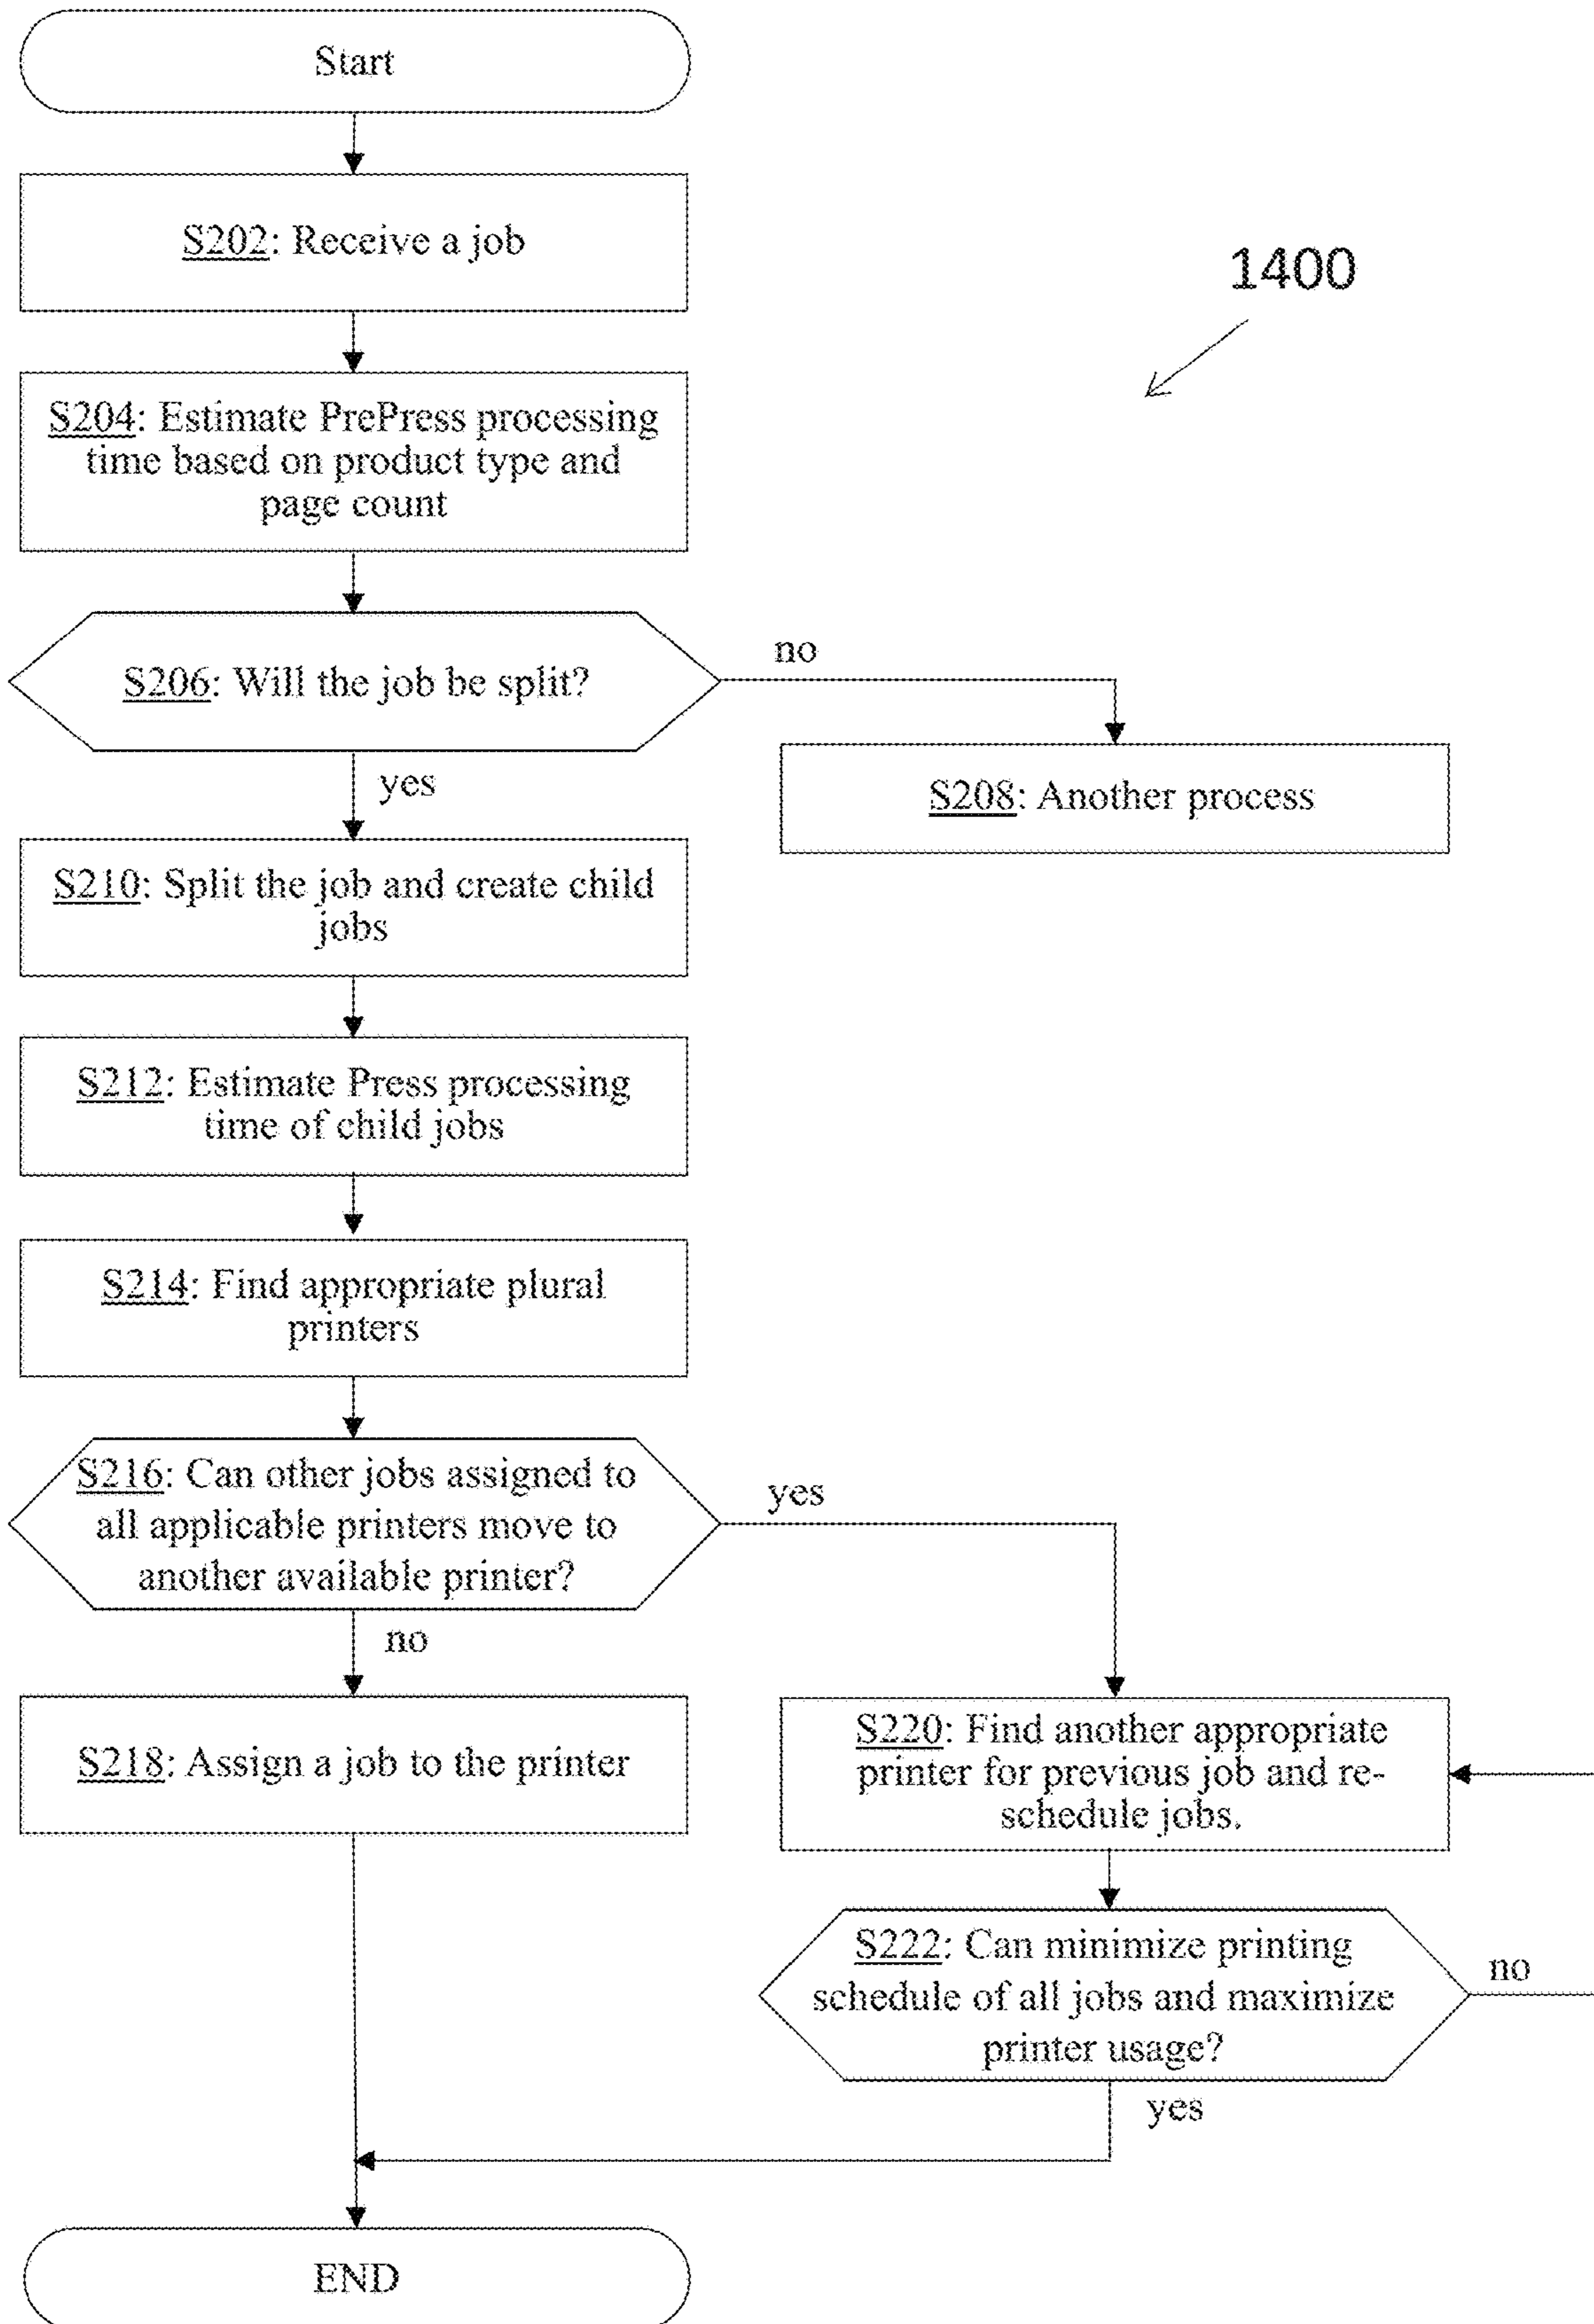 Start
S202: Receive a job
1400
S204: Estimate PrePress processing
time based on product type and
page count
S206: Will the job be split?
no
yes
S208: Another process
S210: Split the job and create child
jobs
S212: Estimate Press processing
time of child jobs
S214: Find appropriate plural
printers
S216: Can other jobs assigned to
all applicable printers move to
another available printer?
yes
no
S218: Assign a job to the printer
S220: Find another appropriate
printer for previous job and re-
schedule jobs.
S222: Can minimize printing
schedule of all jobs and maximize
printer usage?
no
yes
END